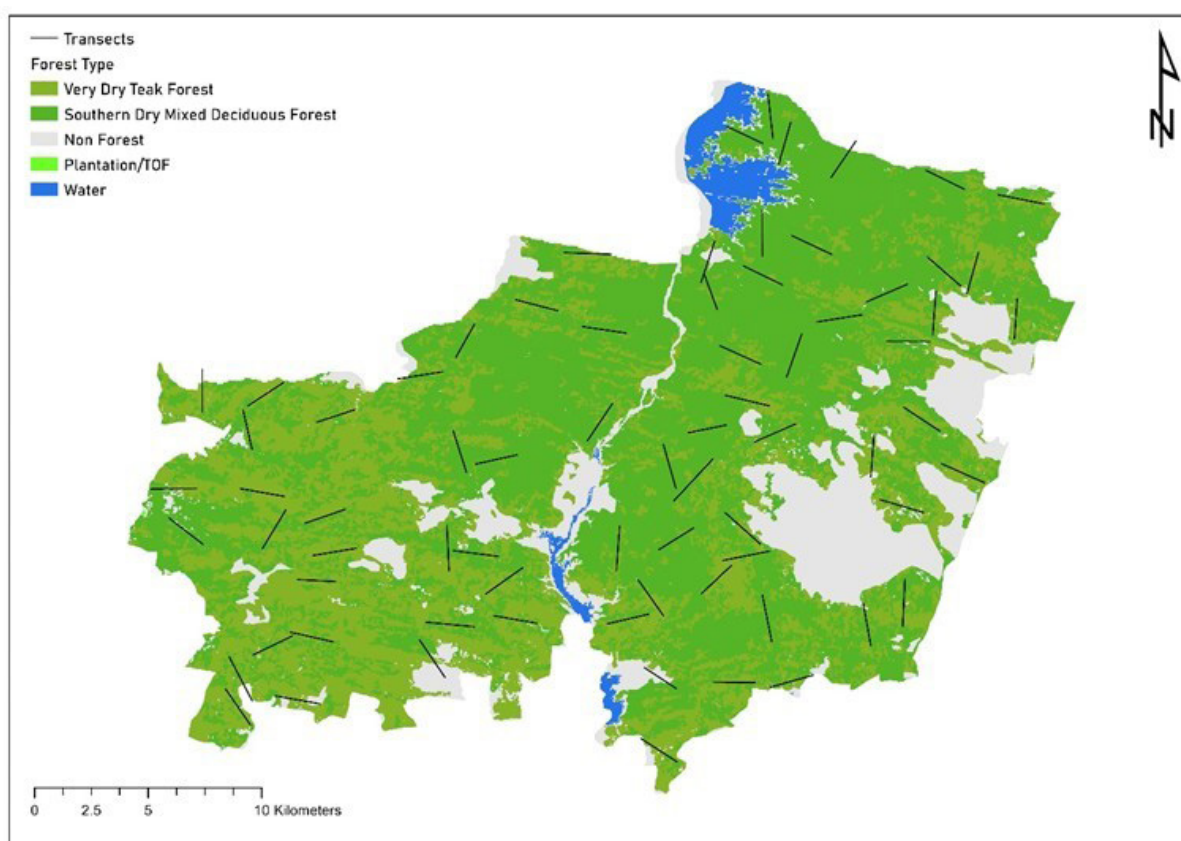 Transects
Forest Type
Very Dry Teak Forest
Southern Dry Mixed Deciduous Forest
Non Forest
Plantation/TOF
Water
N
0 2.5 5 10 Kilometers